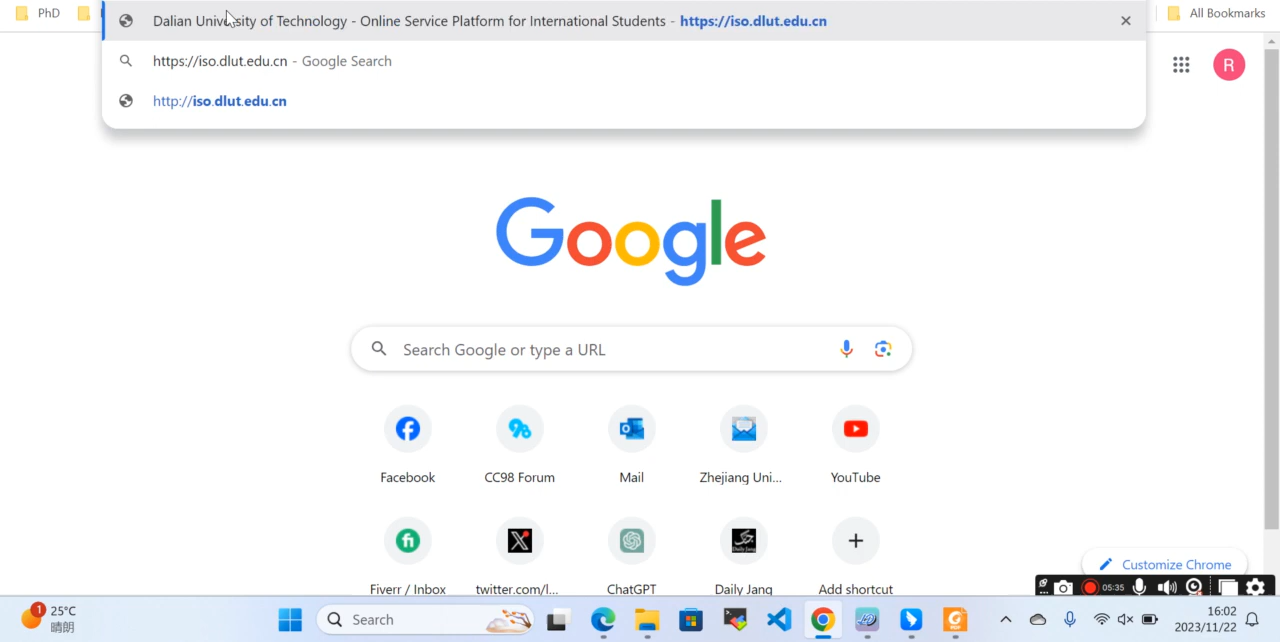 PhD
All Bookmarks
Dalian University of Technology - Online Service Platform for International Students - https://iso.dlut.edu.cn
https://iso.dlut.edu.cn - Google Search
http://iso.dlut.edu.cn
R
Google
Search Google or type a URL
Facebook
CC98 Forum
Mail
Zhejiang Uni...
YouTube
Fiverr / Inbox
twitter.com/l...
ChatGPT
Daily Jang
Add shortcut
Customize Chrome
05:35
1
25°C
晴朗
Search
16:02
2023/11/22